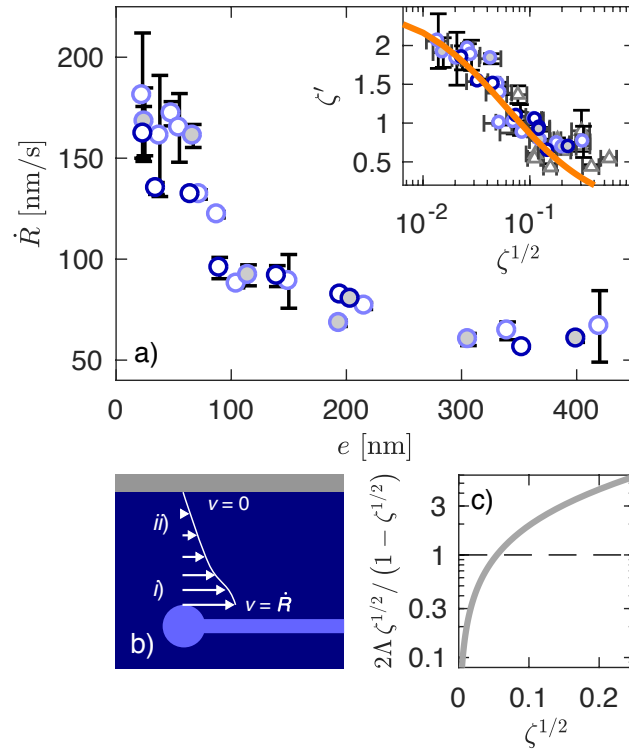 200
150
100
50
Ṙ [nm/s]
a)
0
100
200
300
400
e [nm]
2
1.5
1
0.5
ζ′
10⁻²
10⁻¹
ζ^{1/2}
v = 0
ii)
i)
v = Ṙ
b)
2Λ ζ^{1/2} / (1 − ζ^{1/2})
3
1
0.3
0.1
c)
0
0.1
0.2
ζ^{1/2}